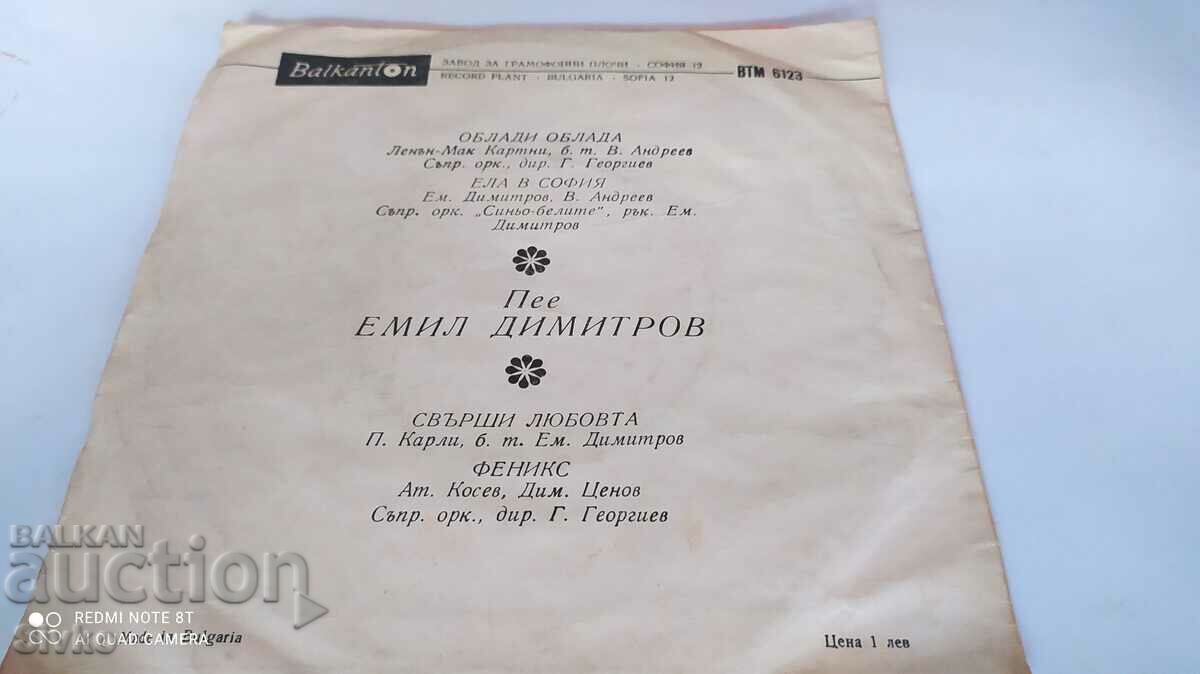 Balkanton
ЗАВОД ЗА ГРАМОФОННИ ПЛОЧИ · СОФИЯ 12
RECORD PLANT · BULGARIA · SOFIA 12
ВТМ 6123
ОБЛАДИ ОБЛАДА
Ленън-Мак Картни, б. т. В. Андреев
Съпр. орк., дир. Г. Георгиев
ЕЛА В СОФИЯ
Ем. Димитров, В. Андреев
Съпр. орк. „Синьо-белите", рък. Ем.
Димитров
Пее
ЕМИЛ ДИМИТРОВ
СВЪРШИ ЛЮБОВТА
П. Карли, б. т. Ем. Димитров
ФЕНИКС
Ат. Косев, Дим. Ценов
Съпр. орк., дир. Г. Георгиев
BALKAN
auction
REDMI NOTE 8T
AI QUAD CAMERA
Made in Bulgaria
Цена 1 лев